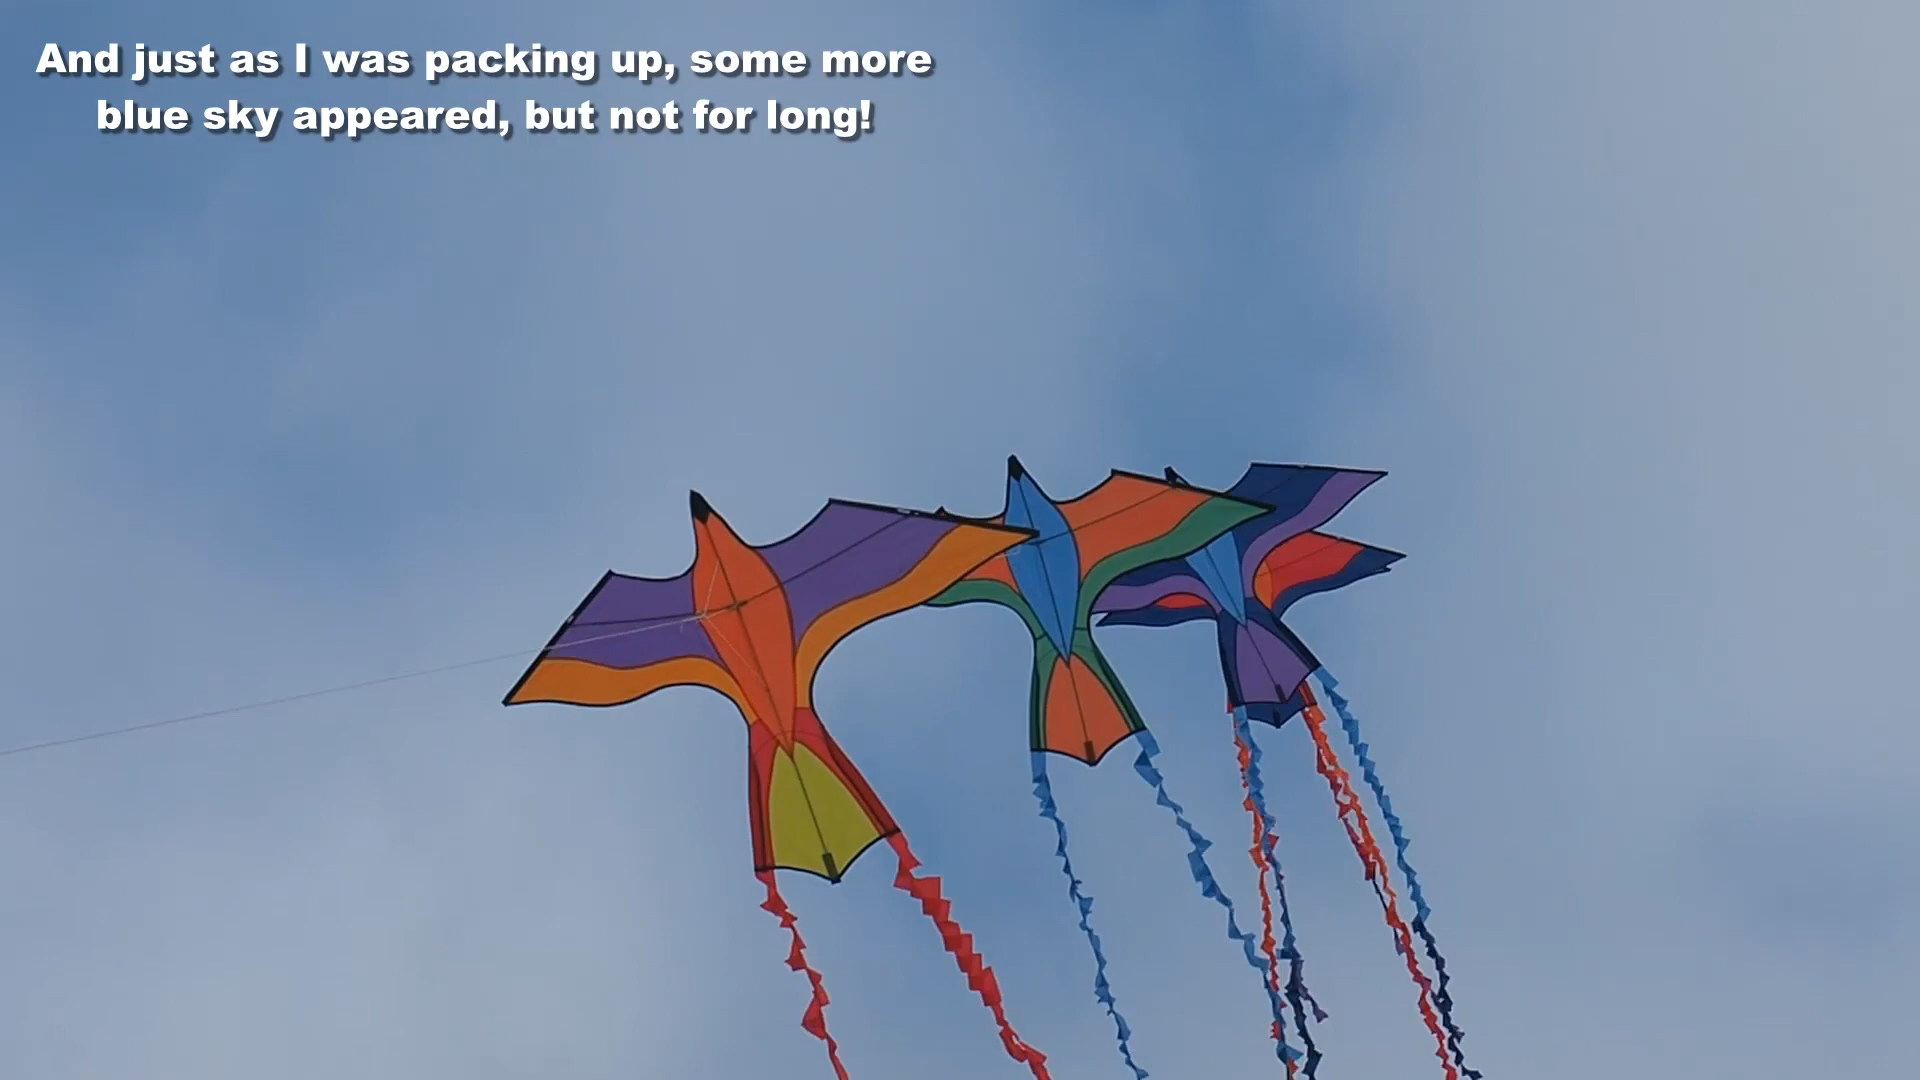 And just as I was packing up, some more
blue sky appeared, but not for long!